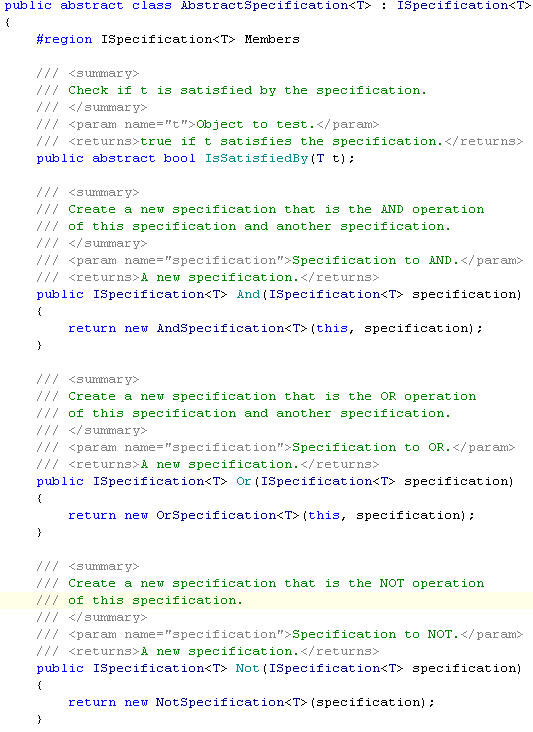 public abstract class AbstractSpecification<T> : ISpecification<T>
{
    #region ISpecification<T> Members

    /// <summary>
    /// Check if t is satisfied by the specification.
    /// </summary>
    /// <param name="t">Object to test.</param>
    /// <returns>true if t satisfies the specification.</returns>
    public abstract bool IsSatisfiedBy(T t);

    /// <summary>
    /// Create a new specification that is the AND operation
    /// of this specification and another specification.
    /// </summary>
    /// <param name="specification">Specification to AND.</param>
    /// <returns>A new specification.</returns>
    public ISpecification<T> And(ISpecification<T> specification)
    {
        return new AndSpecification<T>(this, specification);
    }

    /// <summary>
    /// Create a new specification that is the OR operation
    /// of this specification and another specification.
    /// </summary>
    /// <param name="specification">Specification to OR.</param>
    /// <returns>A new specification.</returns>
    public ISpecification<T> Or(ISpecification<T> specification)
    {
        return new OrSpecification<T>(this, specification);
    }

    /// <summary>
    /// Create a new specification that is the NOT operation
    /// of this specification.
    /// </summary>
    /// <param name="specification">Specification to NOT.</param>
    /// <returns>A new specification.</returns>
    public ISpecification<T> Not(ISpecification<T> specification)
    {
        return new NotSpecification<T>(specification);
    }